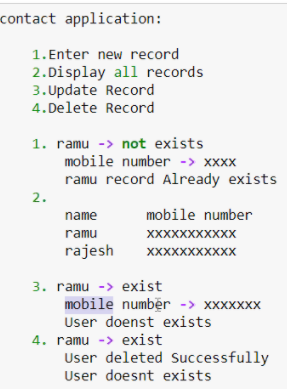 contact application:
1.Enter new record
2.Display all records
3.Update Record
4.Delete Record
1. ramu -> not exists
mobile number -> xxxx
ramu record Already exists
2.
name mobile number
ramu xxxxxxxxxxx
rajesh xxxxxxxxxxx
3. ramu -> exist
mobile number -> xxxxxxx
User doenst exists
4. ramu -> exist
User deleted Successfully
User doesnt exists